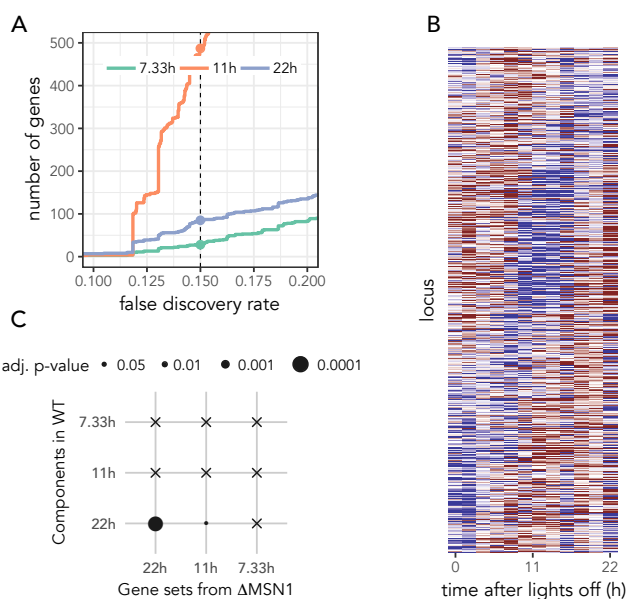 A
500
400
300
200
100
0
number of genes
7.33h 11h 22h
0.100 0.125 0.150 0.175 0.200
false discovery rate
B
locus
0 11 22
time after lights off (h)
C
adj. p-value 0.05 0.01 0.001 0.0001
Components in WT
7.33h
11h
22h
22h 11h 7.33h
Gene sets from ΔMSN1